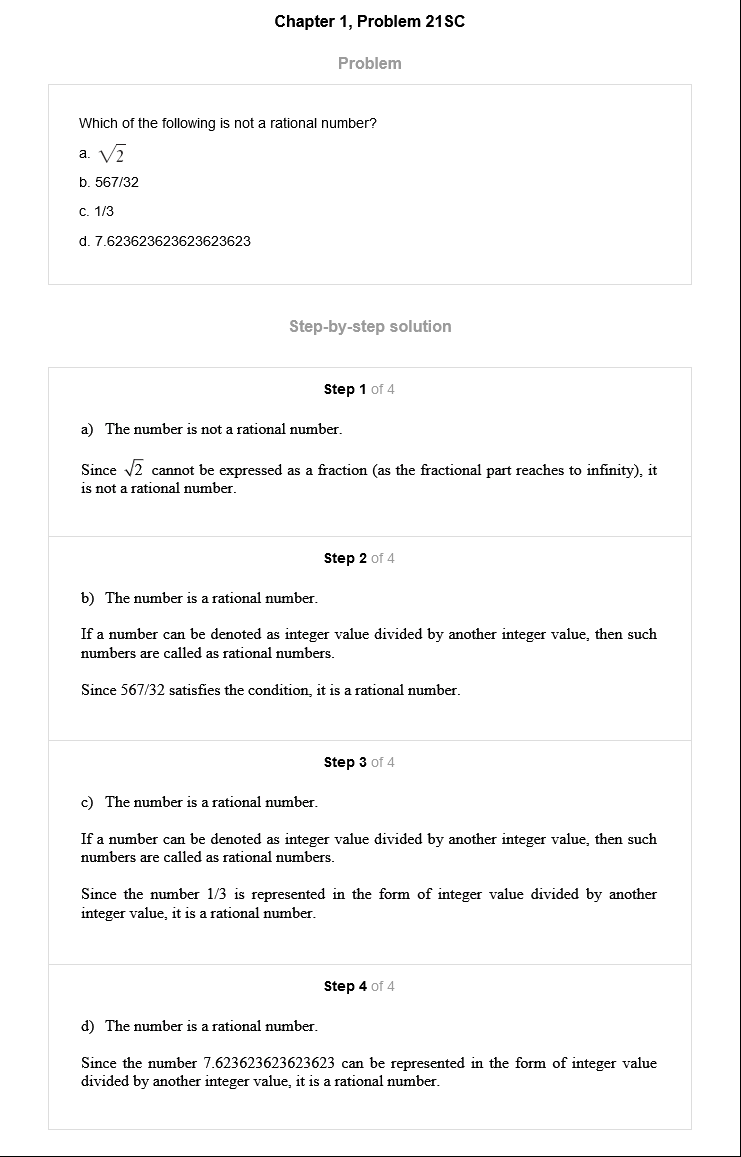 Chapter 1, Problem 21SC
Problem
Which of the following is not a rational number?
a. √2
b. 567/32
c. 1/3
d. 7.623623623623623623
Step-by-step solution
Step 1 of 4
a) The number is not a rational number.
Since √2 cannot be expressed as a fraction (as the fractional part reaches to infinity), it
is not a rational number.
Step 2 of 4
b) The number is a rational number.
If a number can be denoted as integer value divided by another integer value, then such
numbers are called as rational numbers.
Since 567/32 satisfies the condition, it is a rational number.
Step 3 of 4
c) The number is a rational number.
If a number can be denoted as integer value divided by another integer value, then such
numbers are called as rational numbers.
Since the number 1/3 is represented in the form of integer value divided by another
integer value, it is a rational number.
Step 4 of 4
d) The number is a rational number.
Since the number 7.623623623623623 can be represented in the form of integer value
divided by another integer value, it is a rational number.